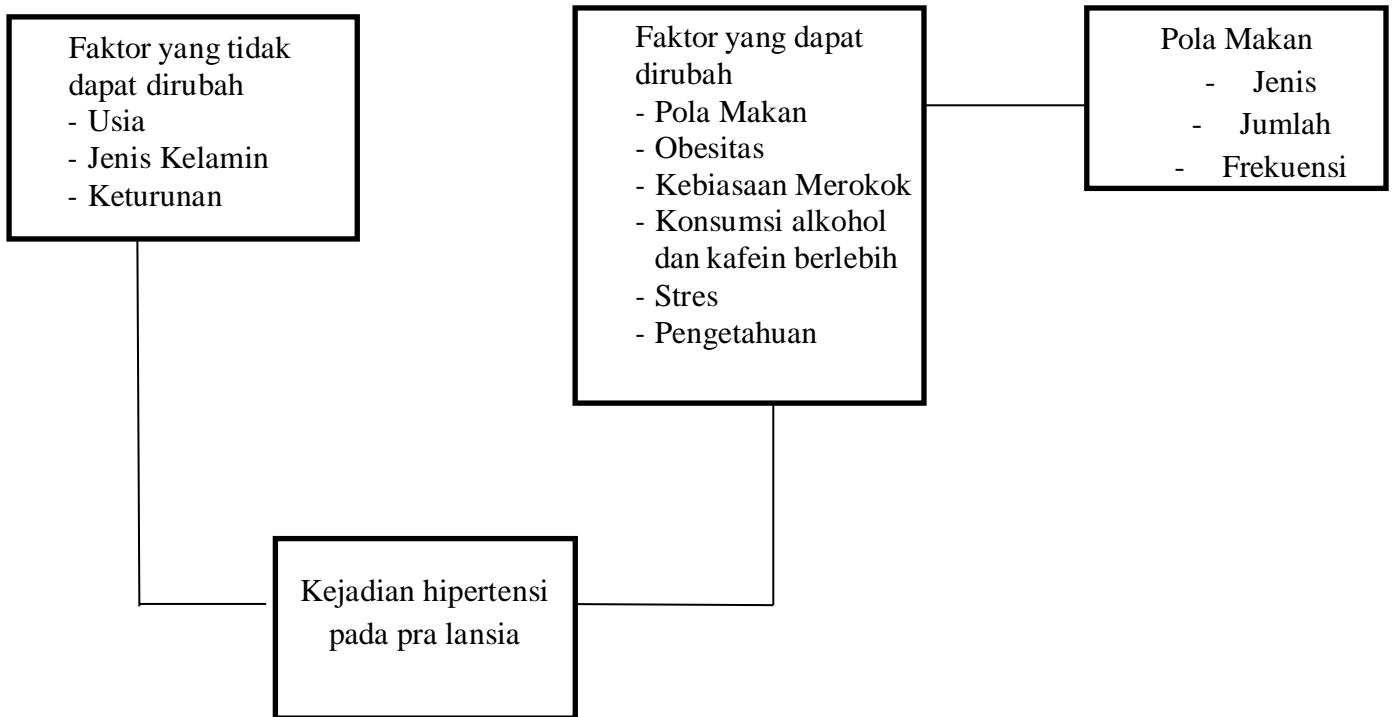 Faktor yang tidak
dapat dirubah
- Usia
- Jenis Kelamin
- Keturunan
Faktor yang dapat
dirubah
- Pola Makan
- Obesitas
- Kebiasaan Merokok
- Konsumsi alkohol
dan kafein berlebih
- Stres
- Pengetahuan
Pola Makan
- Jenis
- Jumlah
- Frekuensi
Kejadian hipertensi
pada pra lansia